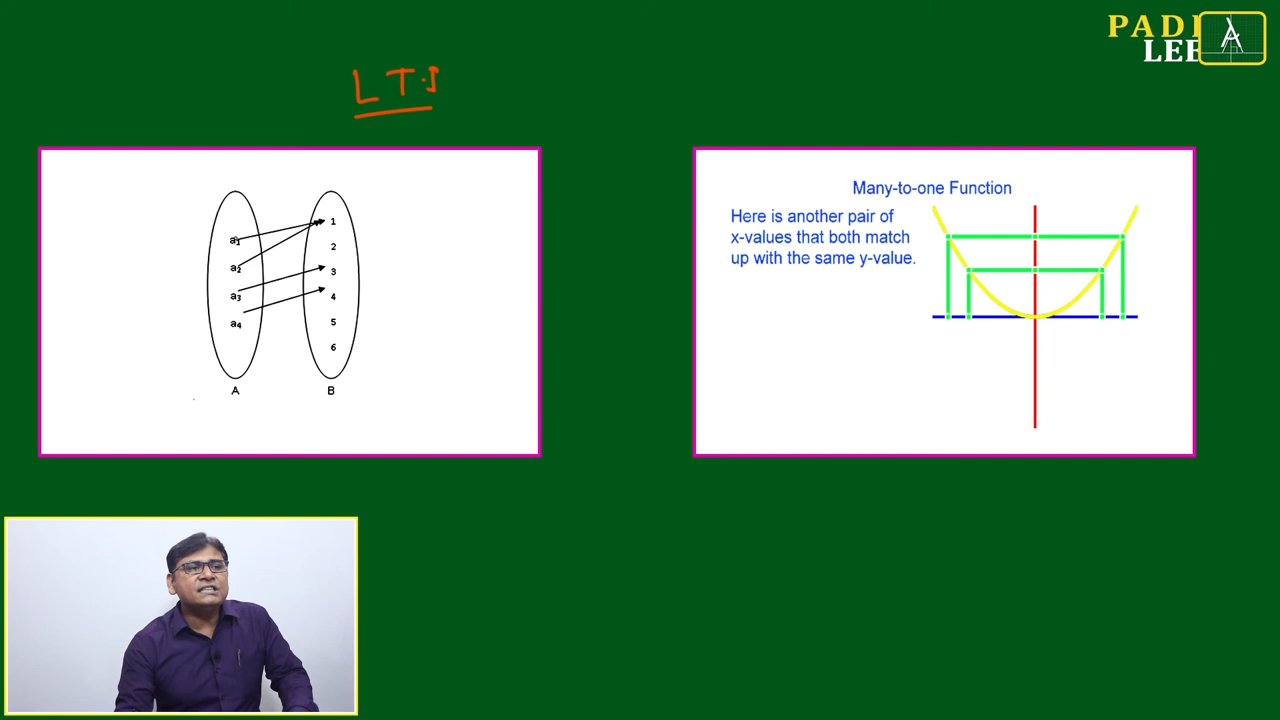 PADI
LEE
L T.I
a1
a2
a3
a4
A
1
2
3
4
5
6
B
Many-to-one Function
Here is another pair of
x-values that both match
up with the same y-value.